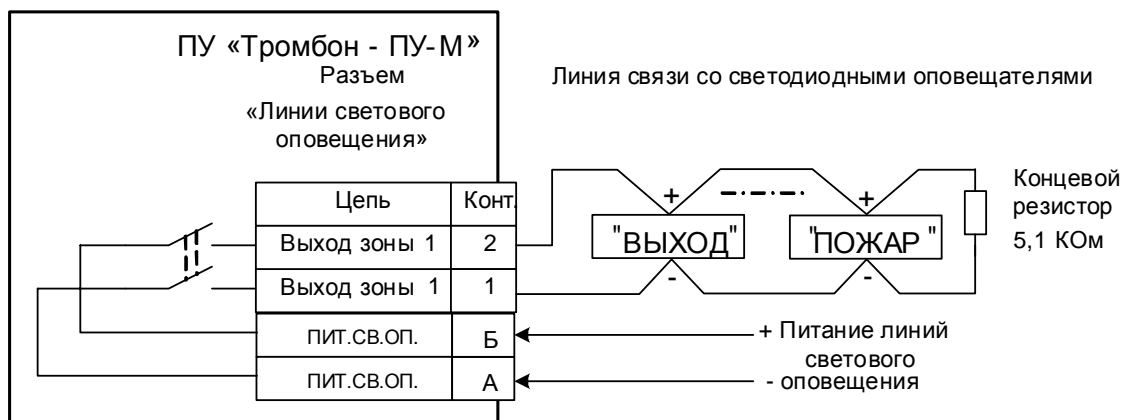 ПУ «Тромбон - ПУ-М»
Разъем
«Линии светового
оповещения»
Линия связи со светодиодными оповещателями
Цепь Конт.
Выход зоны 1 2
Выход зоны 1 1
ПИТ.СВ.ОП. Б
ПИТ.СВ.ОП. А
+ +
"ВЫХОД" "ПОЖАР "
- -
Концевой
резистор
5,1 КОм
+ Питание линий
светового
- оповещения